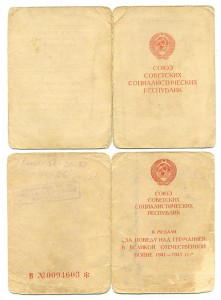 СОЮЗ
СОВЕТСКИХ
СОЦИАЛИСТИЧЕСКИХ
РЕСПУБЛИК
В №0094603 ✻
СОЮЗ
СОВЕТСКИХ
СОЦИАЛИСТИЧЕСКИХ
РЕСПУБЛИК
К МЕДАЛИ
„ЗА ПОБЕДУ НАД ГЕРМАНИЕЙ
В ВЕЛИКОЙ ОТЕЧЕСТВЕННОЙ
ВОЙНЕ 1941—1945 гг.“